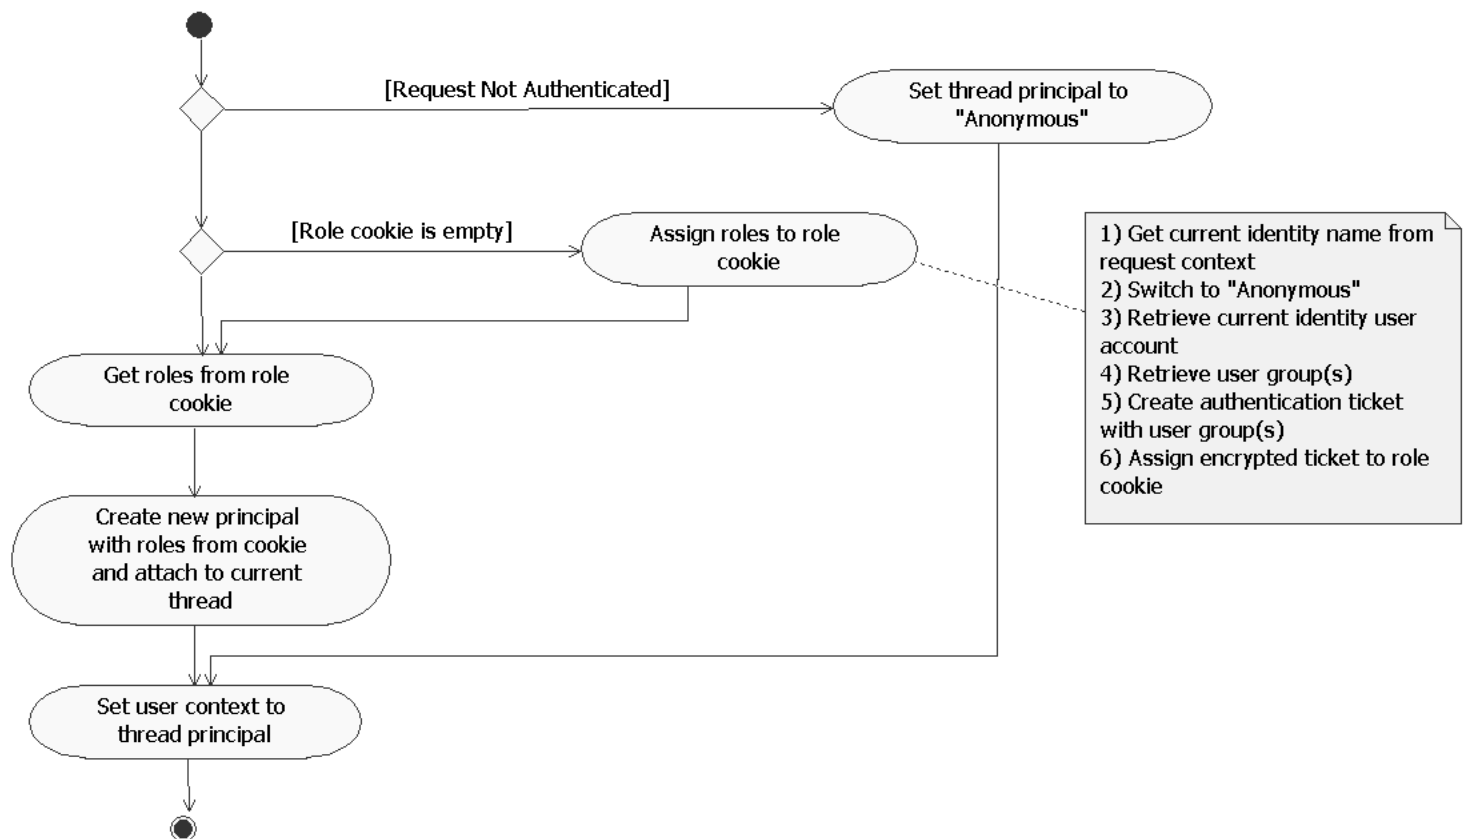 [Request Not Authenticated]
Set thread principal to
"Anonymous"
[Role cookie is empty]
Assign roles to role
cookie
1) Get current identity name from
request context
2) Switch to "Anonymous"
3) Retrieve current identity user
account
4) Retrieve user group(s)
5) Create authentication ticket
with user group(s)
6) Assign encrypted ticket to role
cookie
Get roles from role
cookie
Create new principal
with roles from cookie
and attach to current
thread
Set user context to
thread principal